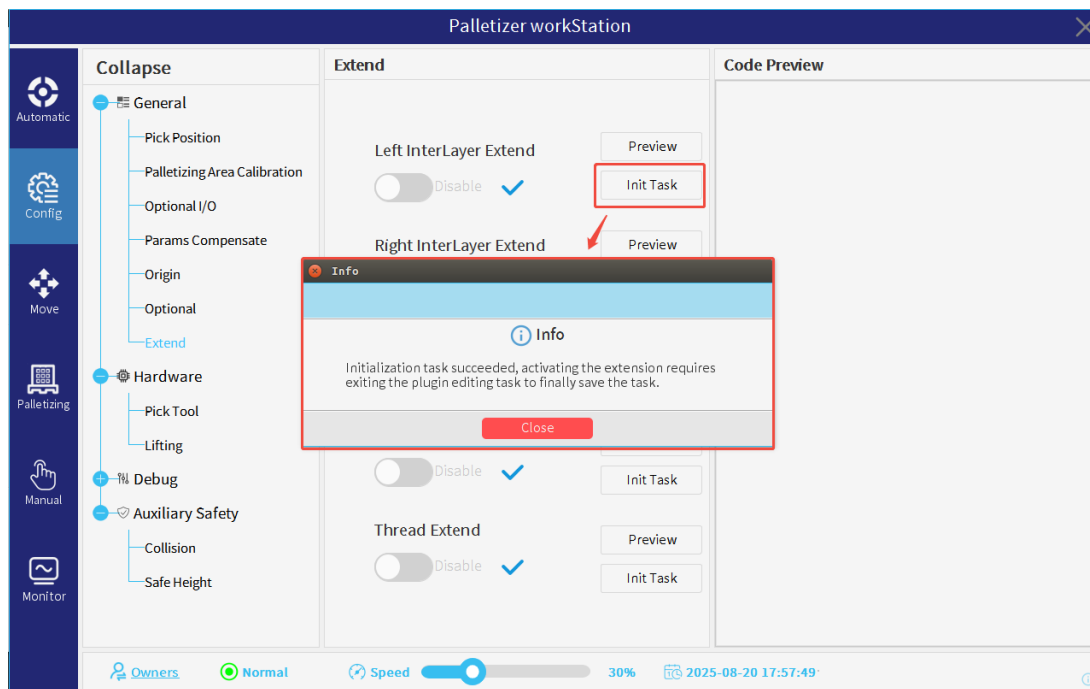 Palletizer workStation
Automatic
Config
Move
Palletizing
Manual
Monitor
Collapse
General
Pick Position
Palletizing Area Calibration
Optional I/O
Params Compensate
Origin
Optional
Extend
Hardware
Pick Tool
Lifting
Debug
Auxiliary Safety
Collision
Safe Height
Extend
Left InterLayer Extend
Preview
Disable
Init Task
Right InterLayer Extend
Preview
Info
Info
Initialization task succeeded, activating the extension requires
exiting the plugin editing task to finally save the task.
Close
Disable
Init Task
Thread Extend
Preview
Disable
Init Task
Code Preview
Owners
Normal
Speed
30%
2025-08-20 17:57:49